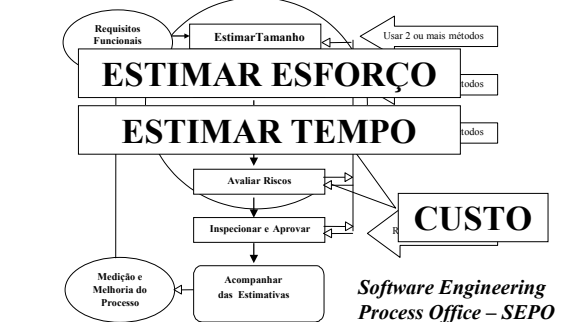 Requisitos
Funcionais
EstimarTamanho
Usar 2 ou mais métodos
ESTIMAR ESFORÇO
todos
ESTIMAR TEMPO
todos
Avaliar Riscos
CUSTO
R
Inspecionar e Aprovar
Medição e
Melhoria do
Processo
Acompanhar
das Estimativas
Software Engineering
Process Office – SEPO